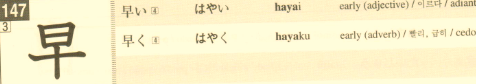 147
3
早
早い 4 はやい hayai early (adjective) / 이르다 / adiant
早く 4 はやく hayaku early (adverb) / 빨리, 급히 / cedo